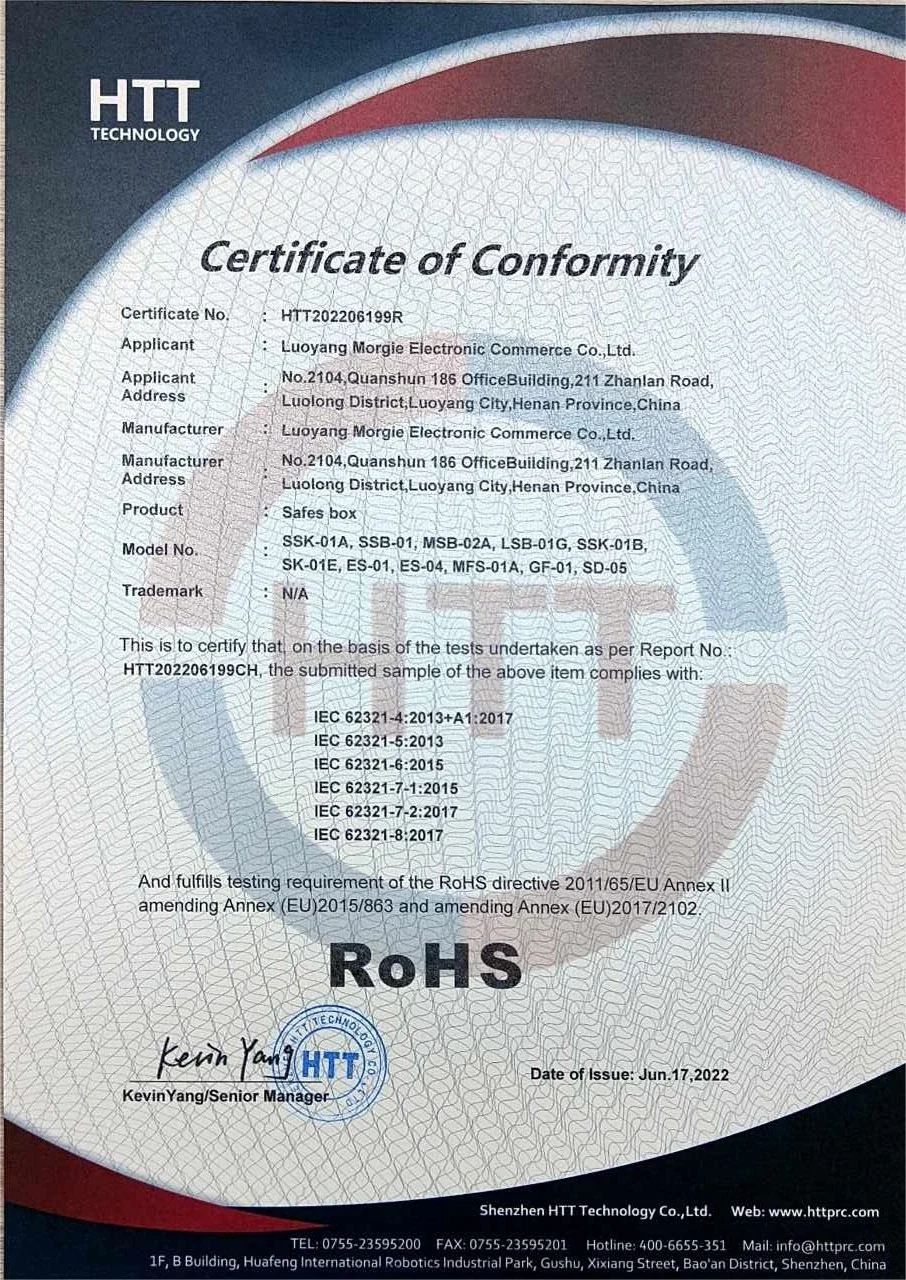 HTT
TECHNOLOGY
Certificate of Conformity
Certificate No. : HTT202206199R
Applicant : Luoyang Morgie Electronic Commerce Co.,Ltd.
Applicant Address : No.2104,Quanshun 186 OfficeBuilding,211 Zhanlan Road,
Luolong District,Luoyang City,Henan Province,China
Manufacturer : Luoyang Morgie Electronic Commerce Co.,Ltd.
Manufacturer Address : No.2104,Quanshun 186 OfficeBuilding,211 Zhanlan Road,
Luolong District,Luoyang City,Henan Province,China
Product : Safes box
Model No. : SSK-01A, SSB-01, MSB-02A, LSB-01G, SSK-01B,
SK-01E, ES-01, ES-04, MFS-01A, GF-01, SD-05
Trademark : N/A
HTT
This is to certify that, on the basis of the tests undertaken as per Report No.:
HTT202206199CH, the submitted sample of the above item complies with:
IEC 62321-4:2013+A1:2017
IEC 62321-5:2013
IEC 62321-6:2015
IEC 62321-7-1:2015
IEC 62321-7-2:2017
IEC 62321-8:2017
And fulfills testing requirement of the RoHS directive 2011/65/EU Annex II
amending Annex (EU)2015/863 and amending Annex (EU)2017/2102.
RoHS
Kevin Yang
HTT TECHNOLOGY CO.,LTD
HTT
KevinYang/Senior Manager
Date of Issue: Jun.17,2022
Shenzhen HTT Technology Co.,Ltd. Web: www.httprc.com
TEL: 0755-23595200 FAX: 0755-23595201 Hotline: 400-6655-351 Mail: info@httprc.com
1F, B Building, Huafeng International Robotics Industrial Park, Gushu, Xixiang Street, Bao'an District, Shenzhen, China